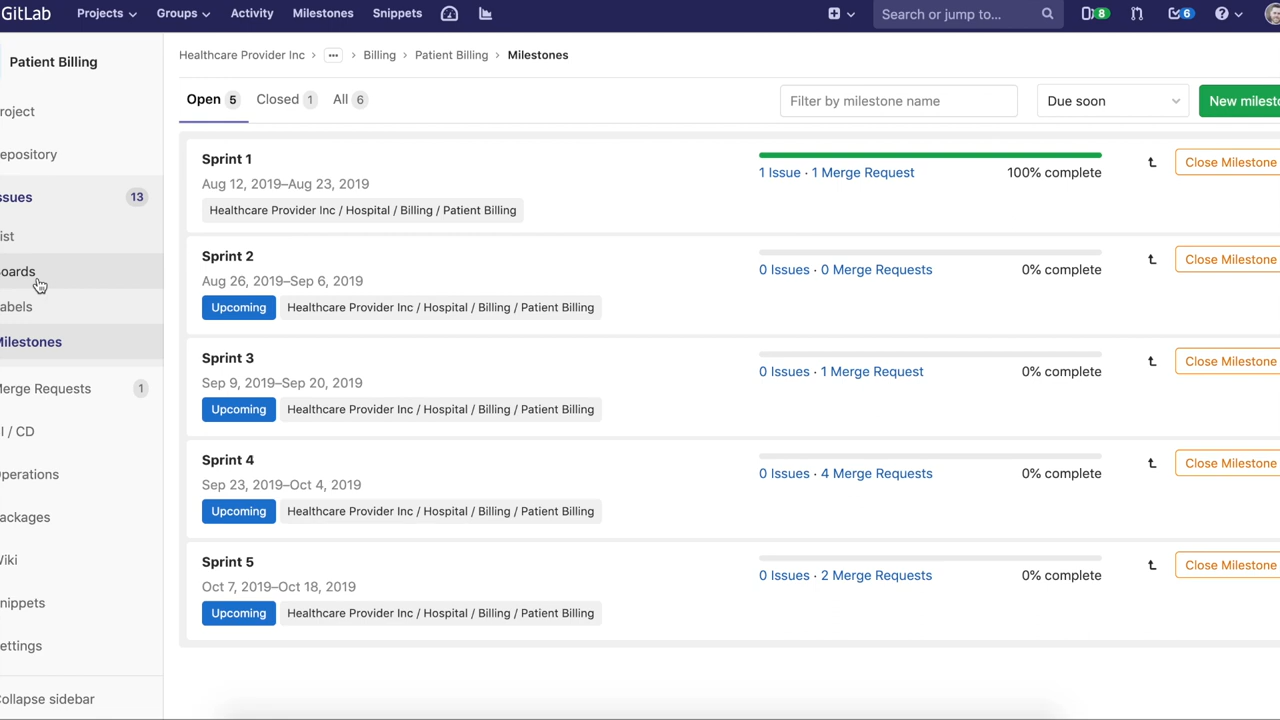 GitLab Projects Groups Activity Milestones Snippets Search or jump to... 8 6
Patient Billing
Healthcare Provider Inc > ... > Billing > Patient Billing > Milestones
roject
Open 5 Closed 1 All 6 Filter by milestone name Due soon New milesto
epository
ssues 13
ist
oards
abels
Milestones
erge Requests 1
I / CD
perations
ackages
Wiki
nippets
ettings
ollapse sidebar
Sprint 1
1 Issue · 1 Merge Request 100% complete Close Milestone
Aug 12, 2019–Aug 23, 2019
Healthcare Provider Inc / Hospital / Billing / Patient Billing
Sprint 2
0 Issues · 0 Merge Requests 0% complete Close Milestone
Aug 26, 2019–Sep 6, 2019
Upcoming Healthcare Provider Inc / Hospital / Billing / Patient Billing
Sprint 3
0 Issues · 1 Merge Request 0% complete Close Milestone
Sep 9, 2019–Sep 20, 2019
Upcoming Healthcare Provider Inc / Hospital / Billing / Patient Billing
Sprint 4
0 Issues · 4 Merge Requests 0% complete Close Milestone
Sep 23, 2019–Oct 4, 2019
Upcoming Healthcare Provider Inc / Hospital / Billing / Patient Billing
Sprint 5
0 Issues · 2 Merge Requests 0% complete Close Milestone
Oct 7, 2019–Oct 18, 2019
Upcoming Healthcare Provider Inc / Hospital / Billing / Patient Billing